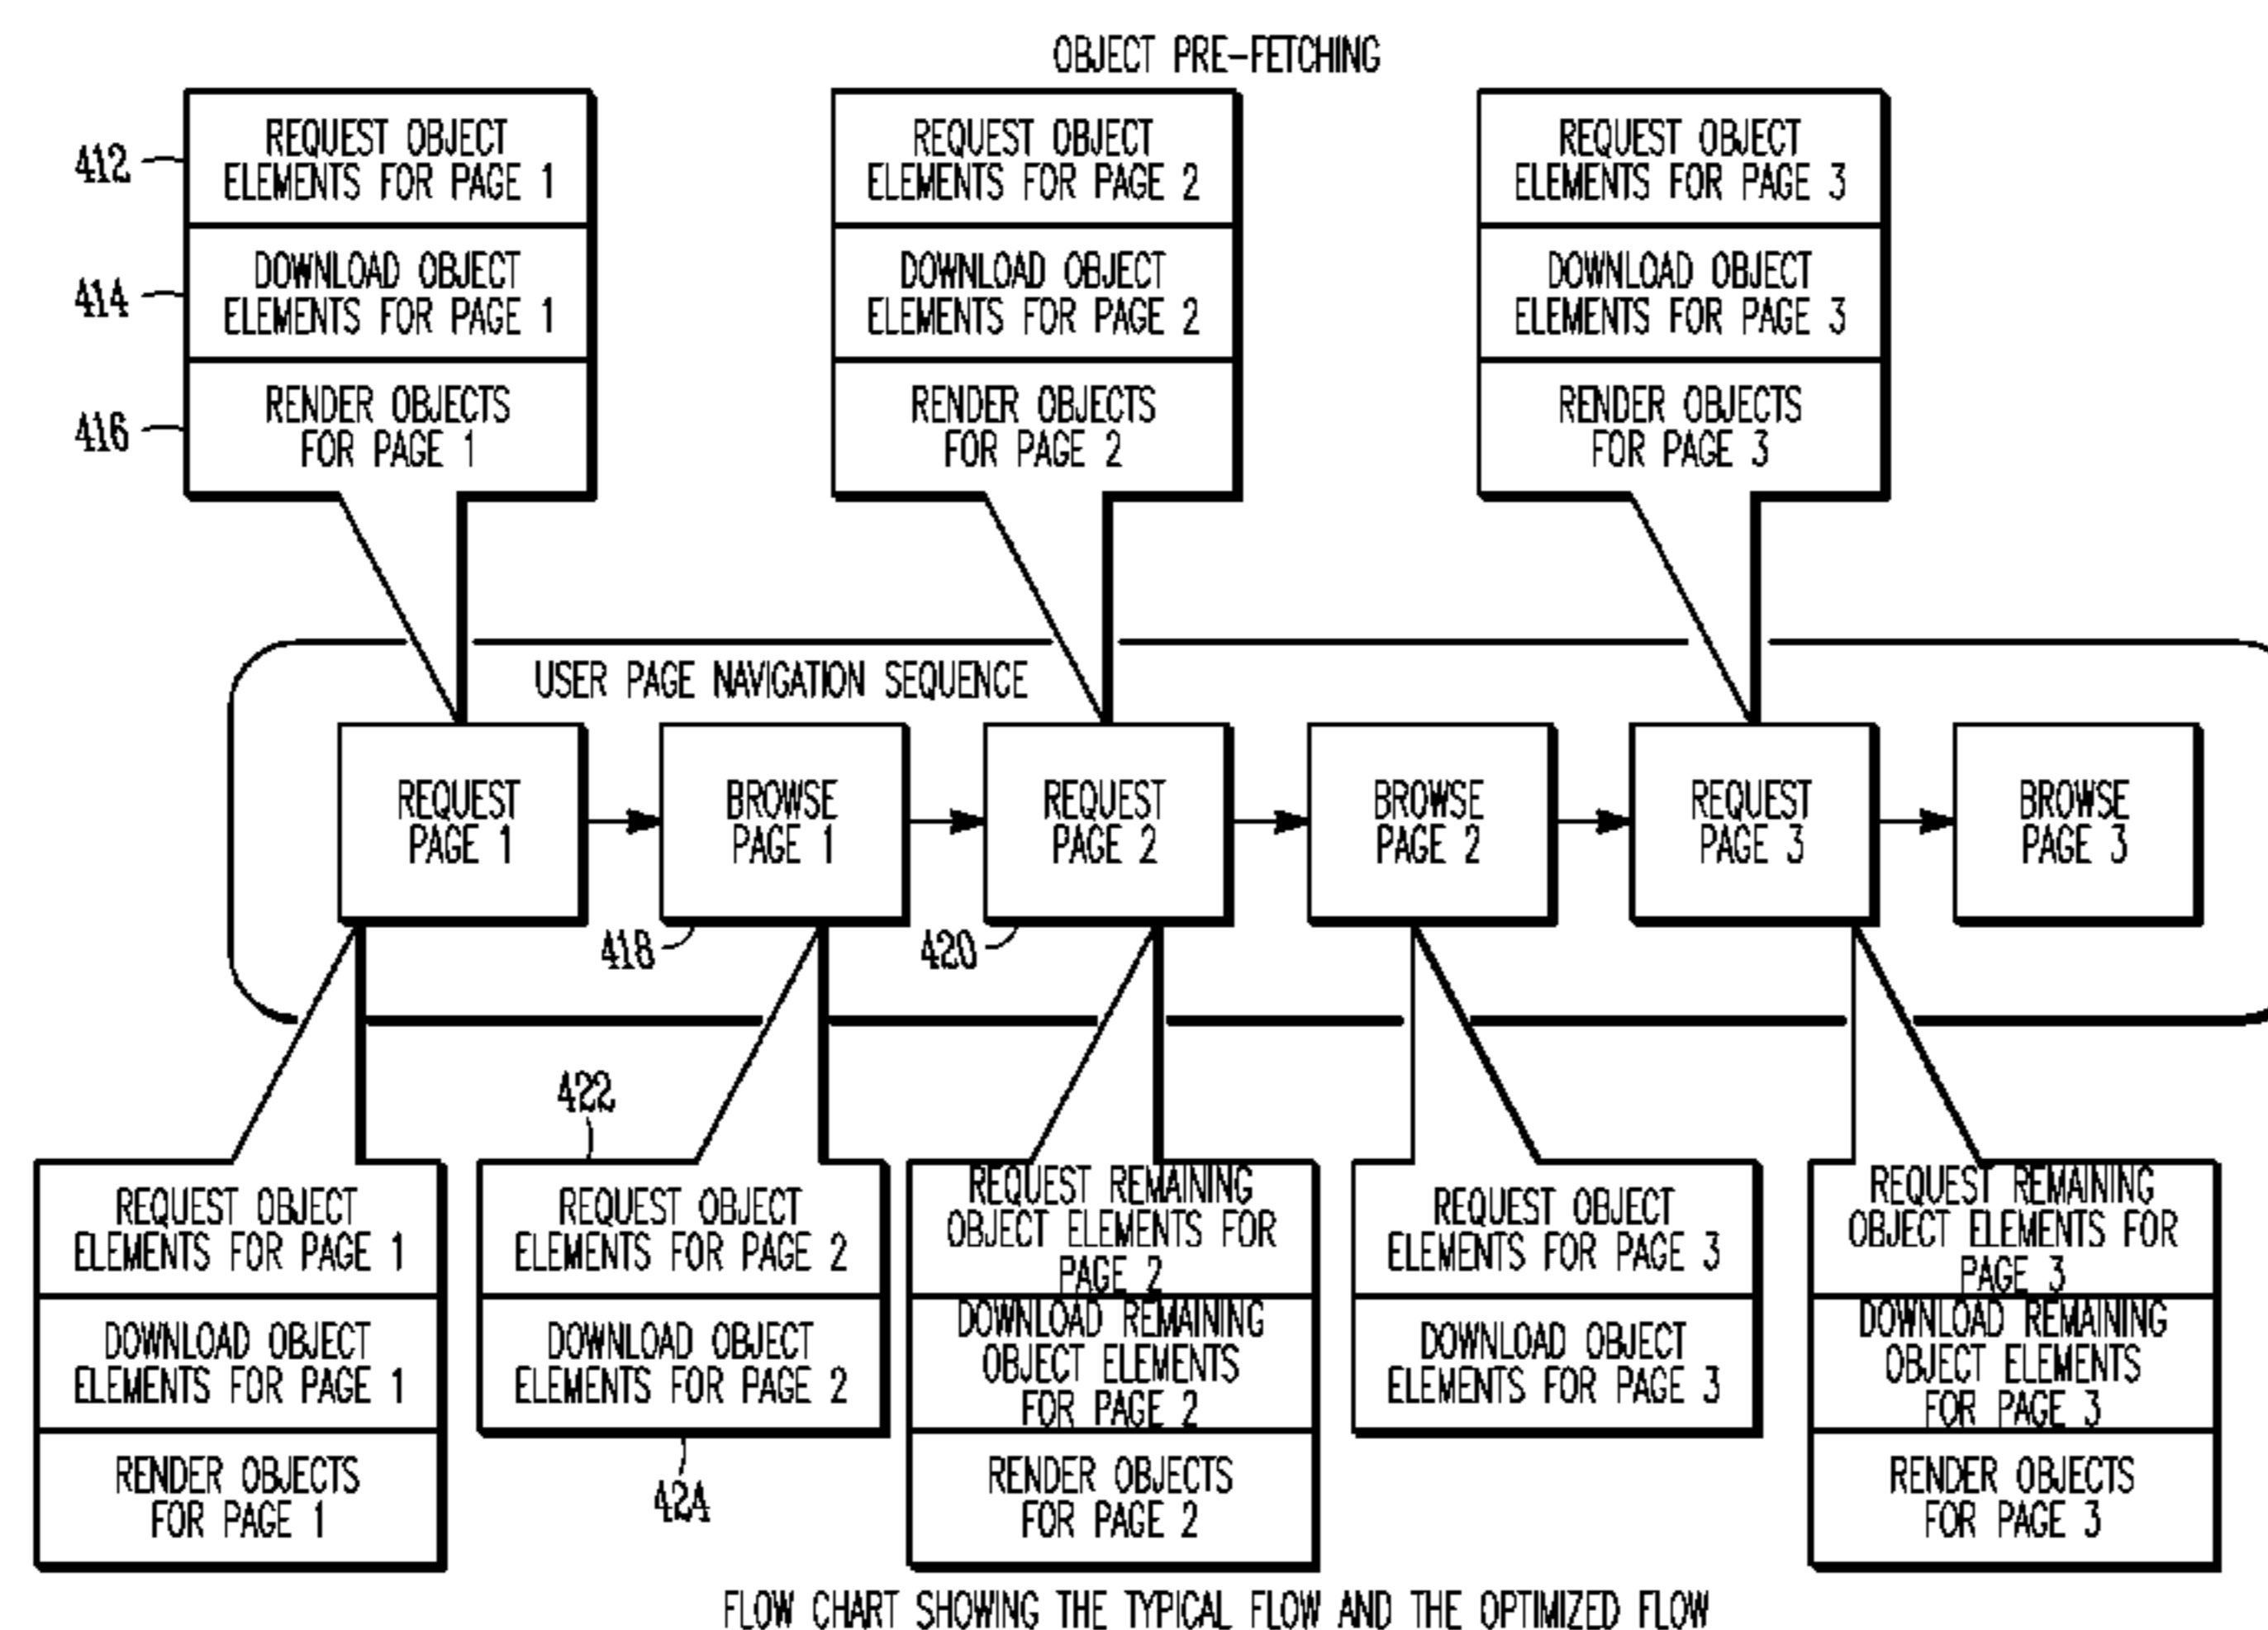 OBJECT PRE-FETCHING
412
REQUEST OBJECT
ELEMENTS FOR PAGE 1
414
DOWNLOAD OBJECT
ELEMENTS FOR PAGE 1
416
RENDER OBJECTS
FOR PAGE 1
REQUEST OBJECT
ELEMENTS FOR PAGE 2
DOWNLOAD OBJECT
ELEMENTS FOR PAGE 2
RENDER OBJECTS
FOR PAGE 2
REQUEST OBJECT
ELEMENTS FOR PAGE 3
DOWNLOAD OBJECT
ELEMENTS FOR PAGE 3
RENDER OBJECTS
FOR PAGE 3
USER PAGE NAVIGATION SEQUENCE
REQUEST
PAGE 1
BROWSE
PAGE 1
418
REQUEST
PAGE 2
420
BROWSE
PAGE 2
REQUEST
PAGE 3
BROWSE
PAGE 3
REQUEST OBJECT
ELEMENTS FOR PAGE 1
DOWNLOAD OBJECT
ELEMENTS FOR PAGE 1
RENDER OBJECTS
FOR PAGE 1
422
REQUEST OBJECT
ELEMENTS FOR PAGE 2
DOWNLOAD OBJECT
ELEMENTS FOR PAGE 2
424
REQUEST REMAINING
OBJECT ELEMENTS FOR
PAGE 2
DOWNLOAD REMAINING
OBJECT ELEMENTS
FOR PAGE 2
RENDER OBJECTS
FOR PAGE 2
REQUEST OBJECT
ELEMENTS FOR PAGE 3
DOWNLOAD OBJECT
ELEMENTS FOR PAGE 3
REQUEST REMAINING
OBJECT ELEMENTS FOR
PAGE 3
DOWNLOAD REMAINING
OBJECT ELEMENTS
FOR PAGE 3
RENDER OBJECTS
FOR PAGE 3
FLOW CHART SHOWING THE TYPICAL FLOW AND THE OPTIMIZED FLOW